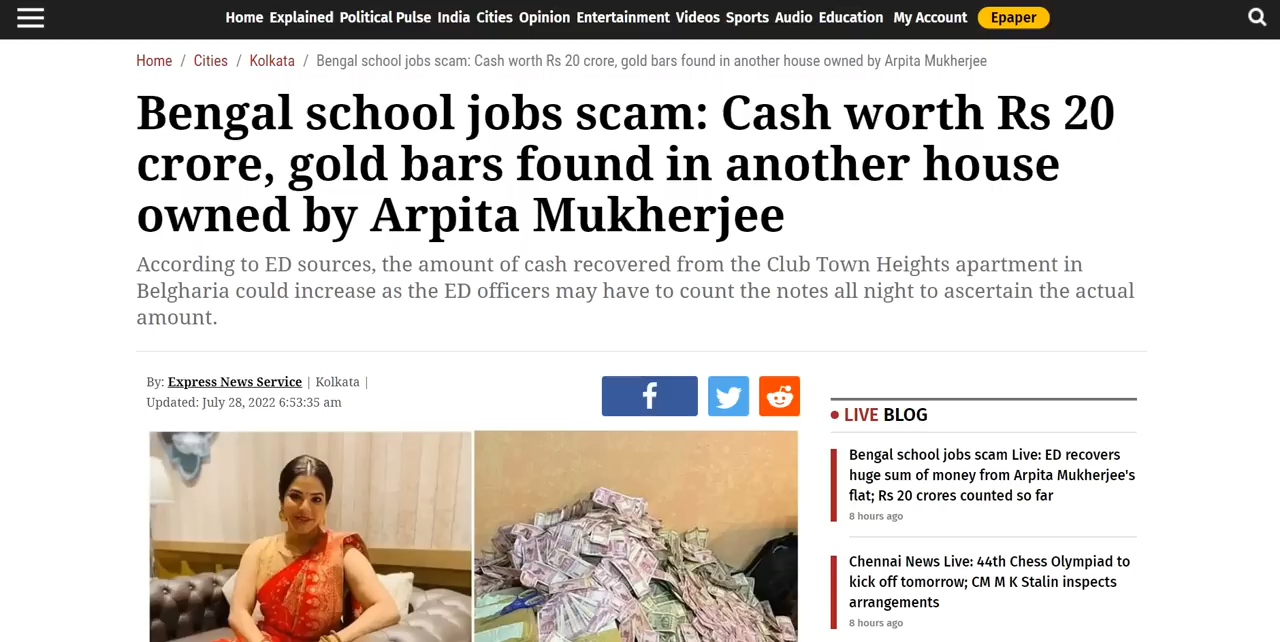 Home Explained Political Pulse India Cities Opinion Entertainment Videos Sports Audio Education My Account Epaper
Home / Cities / Kolkata / Bengal school jobs scam: Cash worth Rs 20 crore, gold bars found in another house owned by Arpita Mukherjee
Bengal school jobs scam: Cash worth Rs 20
crore, gold bars found in another house
owned by Arpita Mukherjee
According to ED sources, the amount of cash recovered from the Club Town Heights apartment in
Belgharia could increase as the ED officers may have to count the notes all night to ascertain the actual
amount.
By: Express News Service | Kolkata |
Updated: July 28, 2022 6:53:35 am
LIVE BLOG
Bengal school jobs scam Live: ED recovers
huge sum of money from Arpita Mukherjee's
flat; Rs 20 crores counted so far
8 hours ago
Chennai News Live: 44th Chess Olympiad to
kick off tomorrow; CM M K Stalin inspects
arrangements
8 hours ago